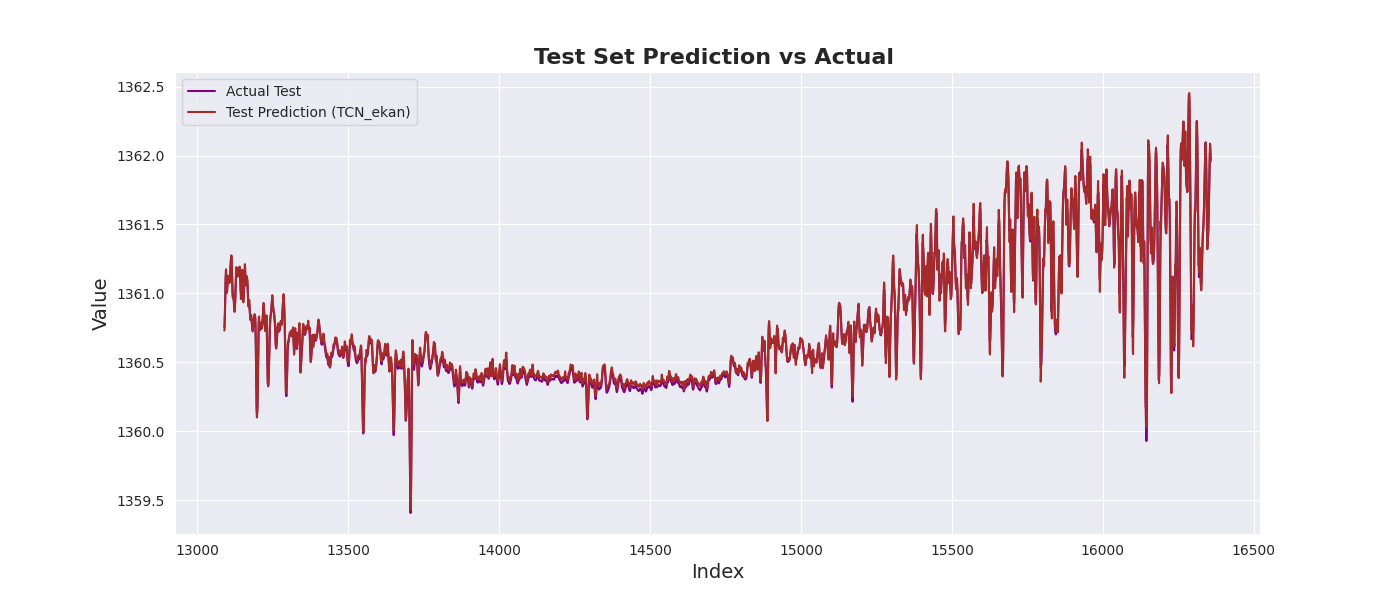 Test Set Prediction vs Actual
Actual Test
Test Prediction (TCN_ekan)
Value
1362.5
1362.0
1361.5
1361.0
1360.5
1360.0
1359.5
13000 13500 14000 14500 15000 15500 16000 16500
Index